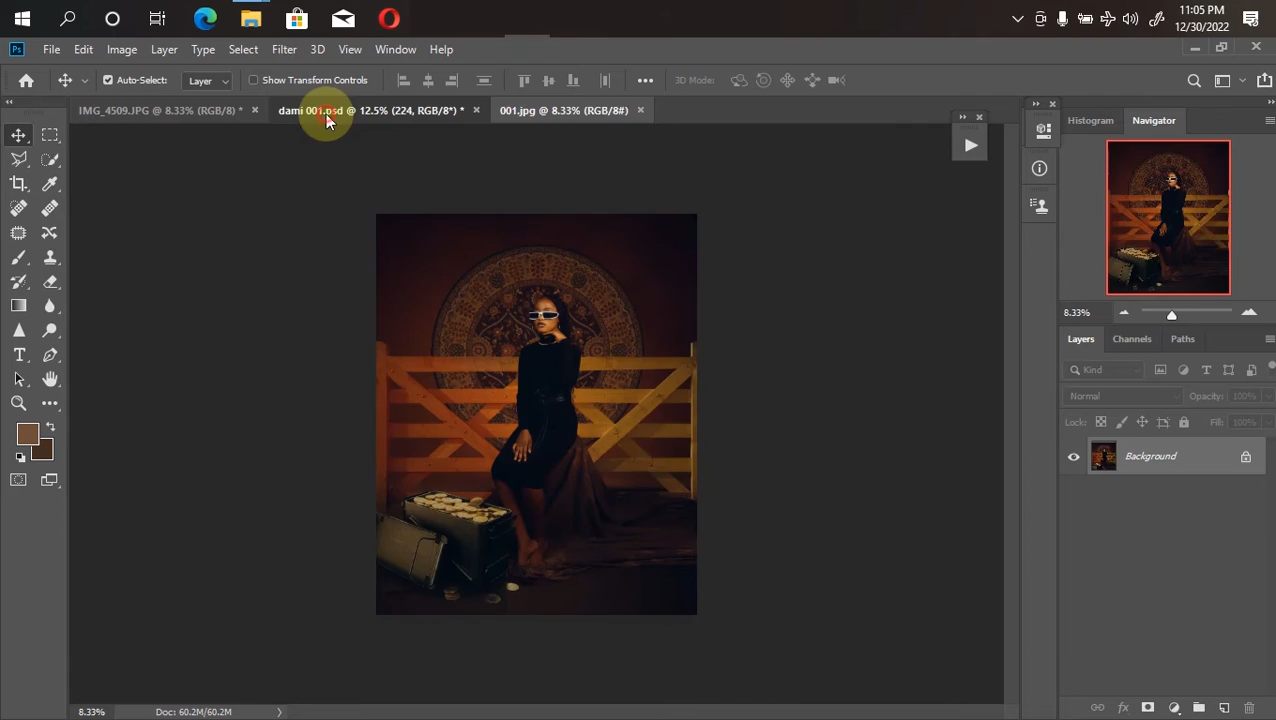 11:05 PM
12/30/2022
Ps File Edit Image Layer Type Select Filter 3D View Window Help
Auto-Select: Layer Show Transform Controls ••• 3D Mode:
IMG_4509.JPG @ 8.33% (RGB/8) * dami 001.psd @ 12.5% (224, RGB/8*) * 001.jpg @ 8.33% (RGB/8#)
Histogram Navigator
8.33%
Layers Channels Paths
Kind
Normal Opacity: 100%
Lock: Fill: 100%
Background
8.33% Doc: 60.2M/60.2M